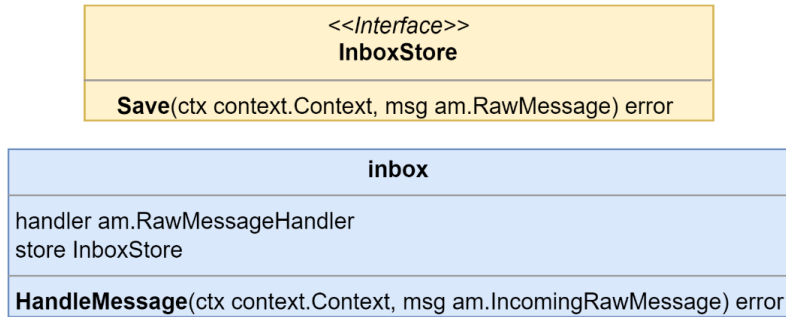 <<Interface>>
InboxStore
Save(ctx context.Context, msg am.RawMessage) error
inbox
handler am.RawMessageHandler
store InboxStore
HandleMessage(ctx context.Context, msg am.IncomingRawMessage) error